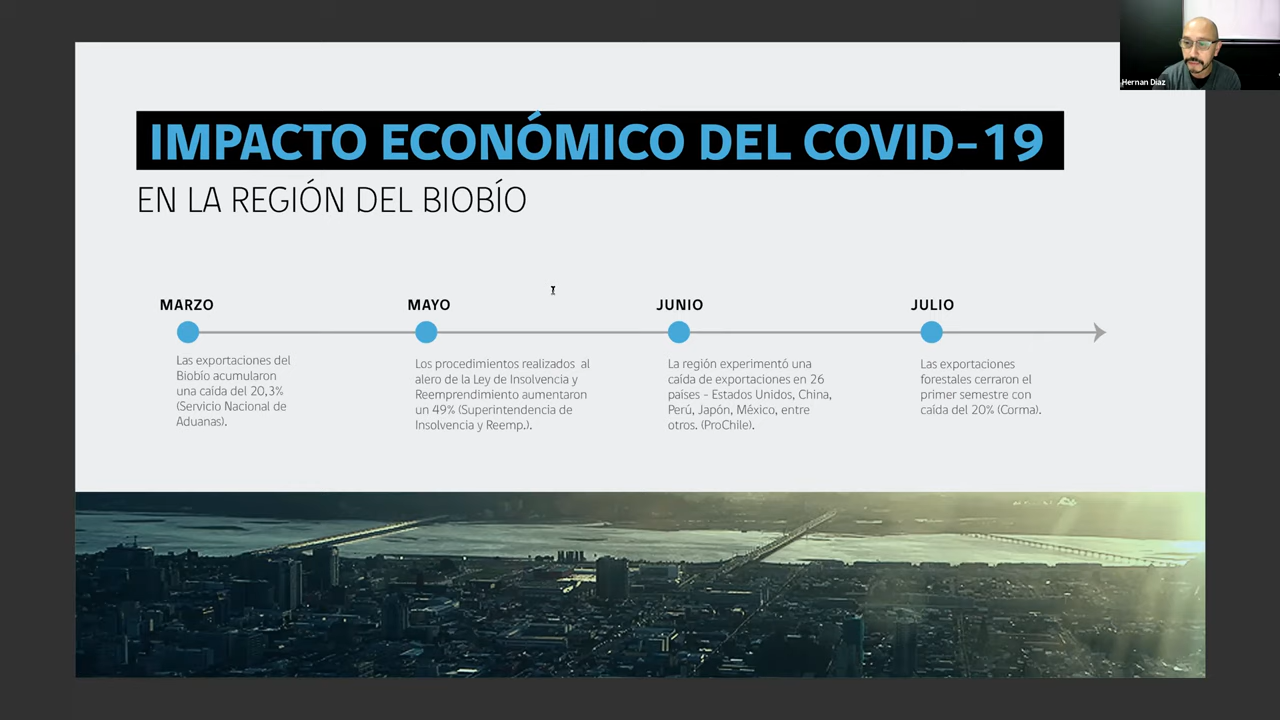 Hernan Diaz
IMPACTO ECONÓMICO DEL COVID-19
EN LA REGIÓN DEL BIOBÍO
MARZO
Las exportaciones del
Biobío acumularon
una caída del 20,3%
(Servicio Nacional de
Aduanas).
MAYO
Los procedimientos realizados al
alero de la Ley de Insolvencia y
Reemprendimiento aumentaron
un 49% (Superintendencia de
Insolvencia y Reemp.).
JUNIO
La región experimentó una
caída de exportaciones en 26
países - Estados Unidos, China,
Perú, Japón, México, entre
otros. (ProChile).
JULIO
Las exportaciones
forestales cerraron el
primer semestre con
caída del 20% (Corma).